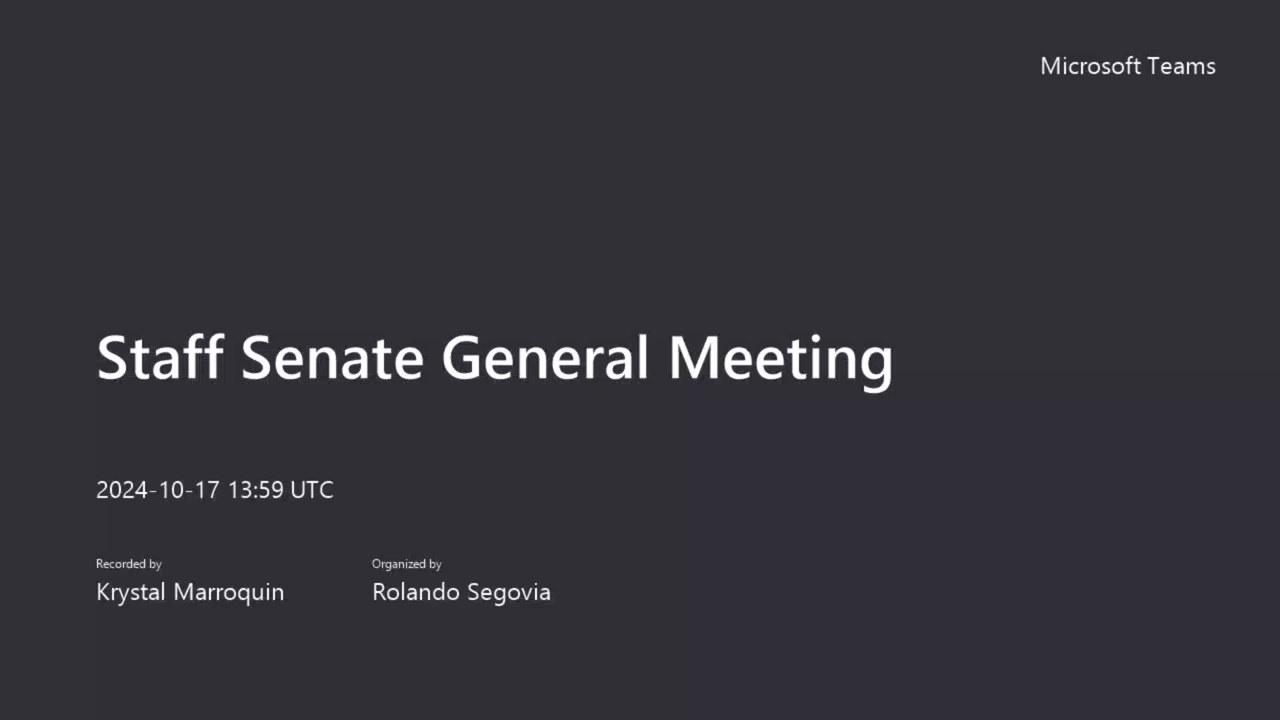 Microsoft Teams
Staff Senate General Meeting
2024-10-17 13:59 UTC
Recorded by
Krystal Marroquin
Organized by
Rolando Segovia